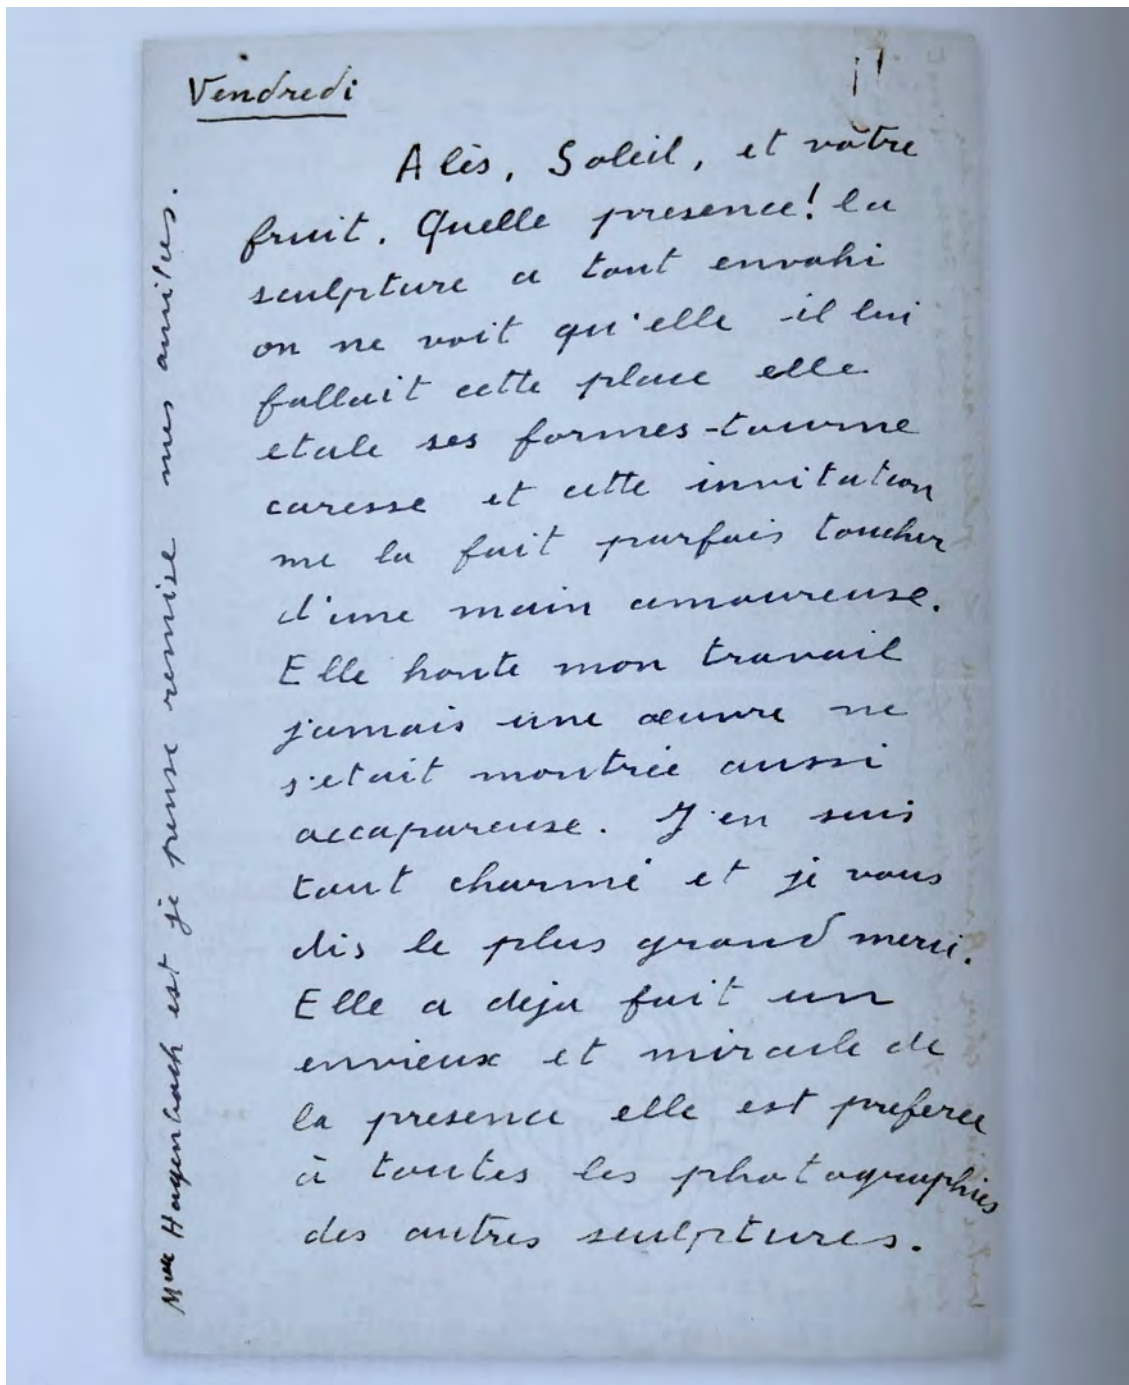 Vendredi
Alès, Soleil, et vôtre
fruit. Quelle presence! la
sculpture a tout envahi
on ne voit qu'elle - il lui
fallait cette place elle
etale ses formes - tourne
caresse et cette invitation
me la fait parfois toucher
d'une main amoureuse.
Elle hante mon travail
jamais une œuvre ne
s'etait montrée aussi
accapareuse. J'en suis
tout charmé et je vous
dis le plus grand merci.
Elle a deja fait un
envieux et miracle de
la presence elle est preferee
à toutes les photographies
des autres sculptures.
Mme Hagenbach est je pense remise mes amitiés.